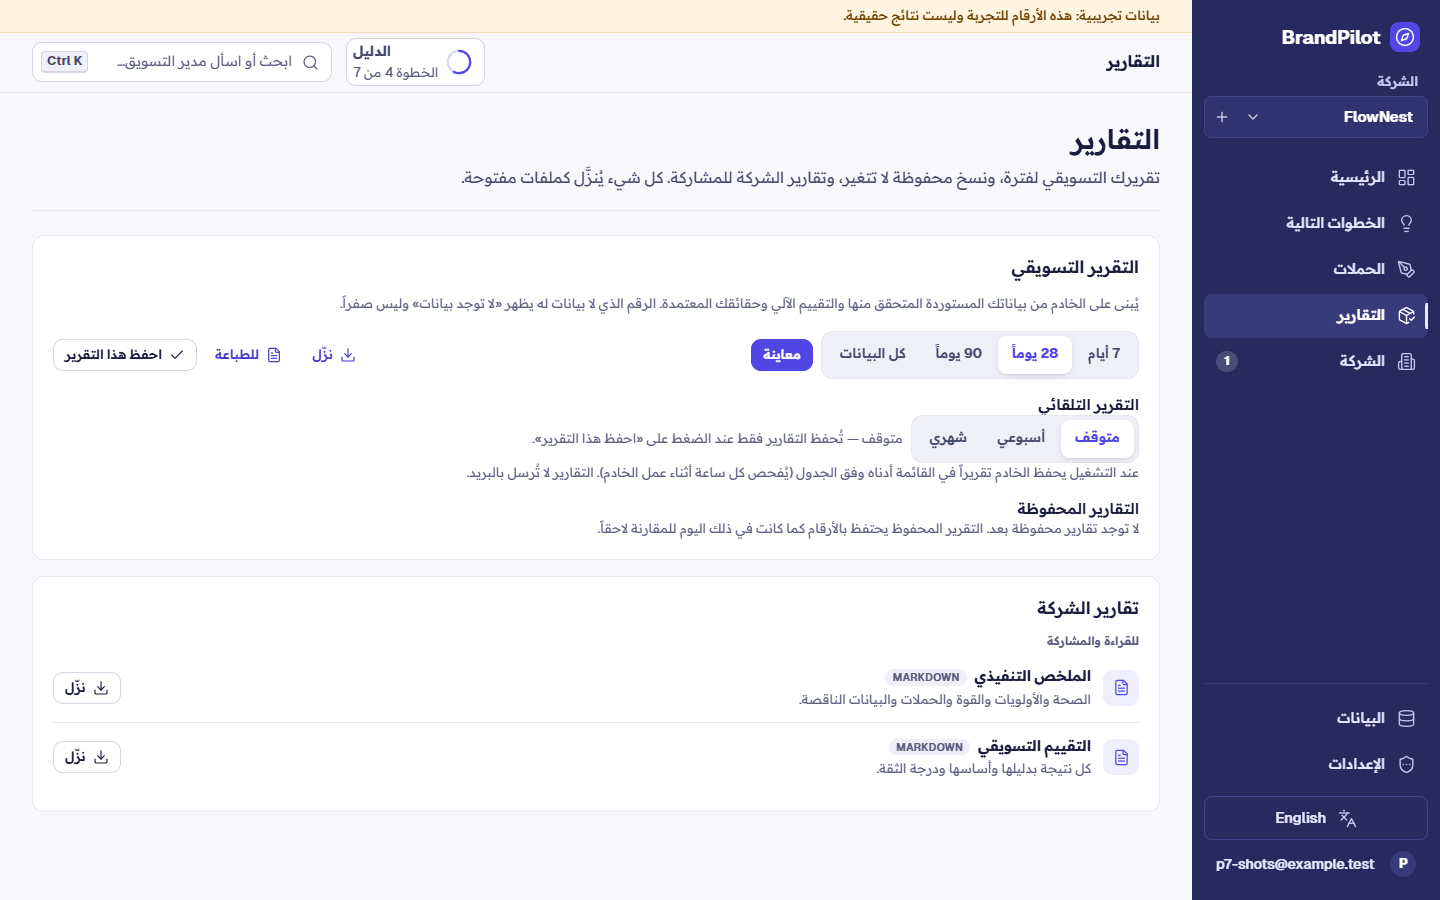 بيانات تجريبية: هذه الأرقام للتجربة وليست نتائج حقيقية.
BrandPilot
الشركة
FlowNest
الرئيسية
الخطوات التالية
الحملات
التقارير
الشركة
1
البيانات
الإعدادات
English
P
p7-shots@example.test
التقارير
الدليل
الخطوة 4 من 7
ابحث أو اسأل مدير التسويق...
Ctrl K
التقارير
تقريرك التسويقي لفترة، ونسخ محفوظة لا تتغير، وتقارير الشركة للمشاركة. كل شيء يُنزَّل كملفات مفتوحة.
التقرير التسويقي
يُبنى على الخادم من بياناتك المستوردة المتحقق منها والتقييم الآلي وحقائقك المعتمدة. الرقم الذي لا بيانات له يظهر «لا توجد بيانات» وليس صفراً.
7 أيام
28 يوماً
90 يوماً
كل البيانات
معاينة
نزّل
للطباعة
احفظ هذا التقرير
التقرير التلقائي
متوقف
أسبوعي
شهري
متوقف — تُحفظ التقارير فقط عند الضغط على «احفظ هذا التقرير».
عند التشغيل يحفظ الخادم تقريراً في القائمة أدناه وفق الجدول (يُفحص كل ساعة أثناء عمل الخادم). التقارير لا تُرسل بالبريد.
التقارير المحفوظة
لا توجد تقارير محفوظة بعد. التقرير المحفوظ يحتفظ بالأرقام كما كانت في ذلك اليوم للمقارنة لاحقاً.
تقارير الشركة
للقراءة والمشاركة
الملخص التنفيذي MARKDOWN
الصحة والأولويات والقوة والحملات والبيانات الناقصة.
نزّل
التقييم التسويقي MARKDOWN
كل نتيجة بدليلها وأساسها ودرجة الثقة.
نزّل